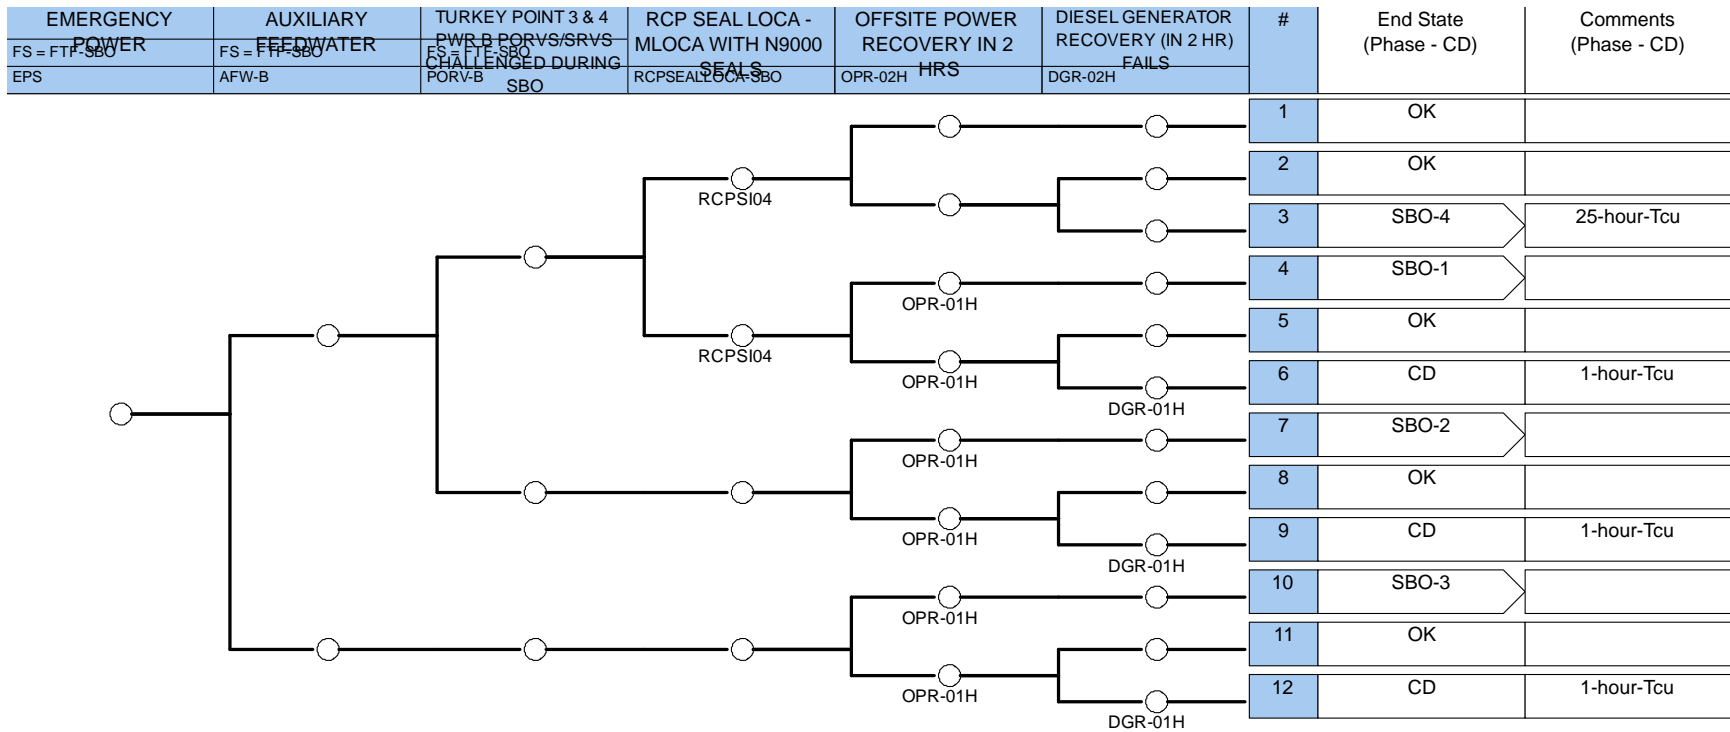 EMERGENCY
POWER
FS = FTF-SBO
EPS
AUXILIARY
FEEDWATER
FS = FTF-SBO
AFW-B
TURKEY POINT 3 & 4
PWR B PORVS/SRVS
CHALLENGED DURING
SBO
FS = FTF-SBO
PORV-B
RCP SEAL LOCA -
MLOCA WITH N9000
SEALS
RCPSEALLOCA-SBO
OFFSITE POWER
RECOVERY IN 2
HRS
OPR-02H
DIESEL GENERATOR
RECOVERY (IN 2 HR)
FAILS
DGR-02H
#
End State
(Phase - CD)
Comments
(Phase - CD)
1
OK
2
OK
RCPSI04
3
SBO-4
25-hour-Tcu
4
SBO-1
OPR-01H
5
OK
RCPSI04
OPR-01H
6
CD
1-hour-Tcu
DGR-01H
7
SBO-2
OPR-01H
8
OK
OPR-01H
9
CD
1-hour-Tcu
DGR-01H
10
SBO-3
OPR-01H
11
OK
OPR-01H
12
CD
1-hour-Tcu
DGR-01H